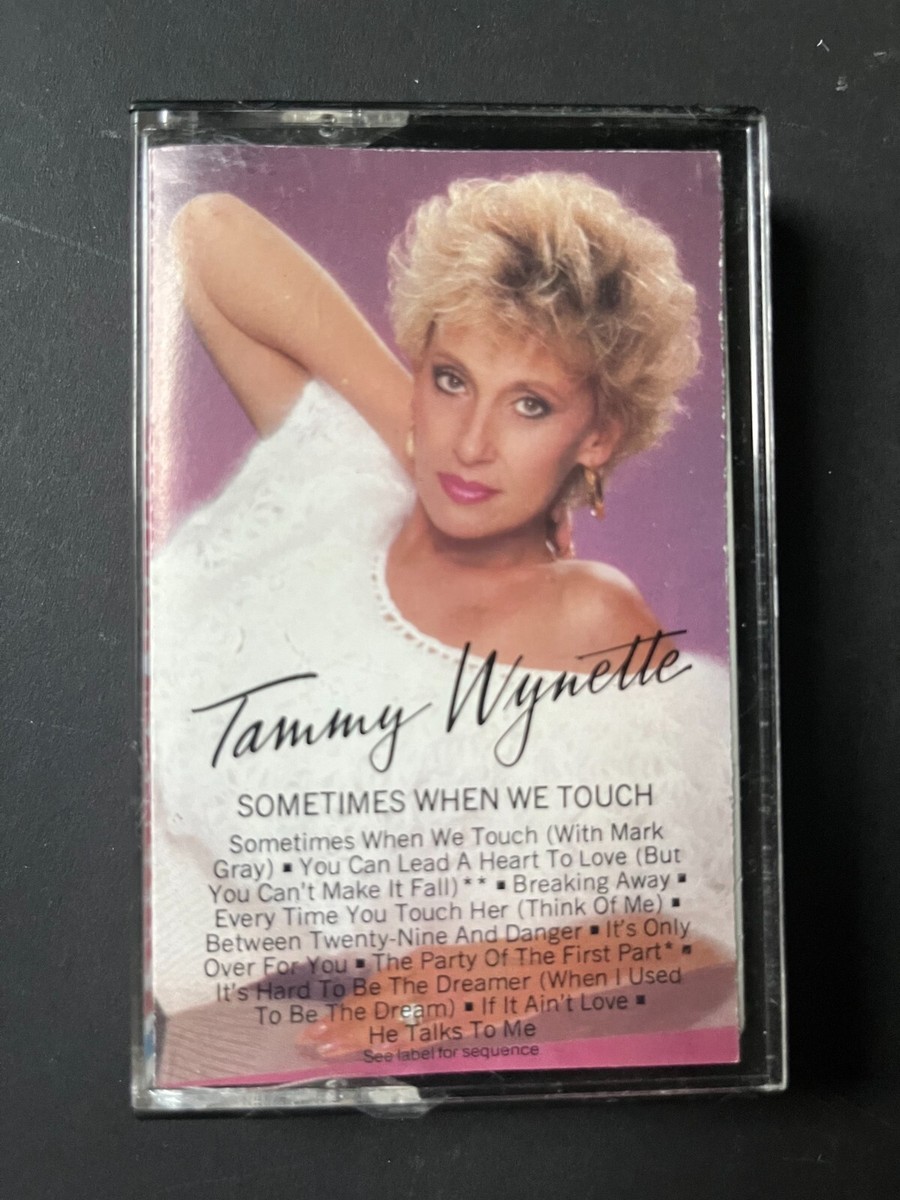 Tammy Wynette
SOMETIMES WHEN WE TOUCH
Sometimes When We Touch (With Mark
Gray) ▪ You Can Lead A Heart To Love (But
You Can't Make It Fall)** ▪ Breaking Away ▪
Every Time You Touch Her (Think Of Me) ▪
Between Twenty-Nine And Danger ▪ It's Only
Over For You ▪ The Party Of The First Part* ▪
It's Hard To Be The Dreamer (When I Used
To Be The Dream) ▪ If It Ain't Love ▪
He Talks To Me
See label for sequence